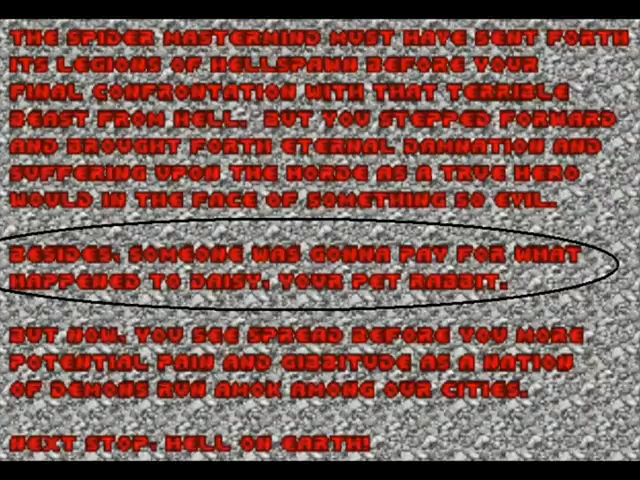 THE SPIDER MASTERMIND MUST HAVE SENT FORTH
ITS LEGIONS OF HELLSPAWN BEFORE YOUR
FINAL CONFRONTATION WITH THAT TERRIBLE
BEAST FROM HELL. BUT YOU STEPPED FORWARD
AND BROUGHT FORTH ETERNAL DAMNATION AND
SUFFERING UPON THE HORDE AS A TRUE HERO
WOULD IN THE FACE OF SOMETHING SO EVIL.
BESIDES, SOMEONE WAS GONNA PAY FOR WHAT
HAPPENED TO DAISY, YOUR PET RABBIT.
BUT NOW, YOU SEE SPREAD BEFORE YOU MORE
POTENTIAL PAIN AND GIBBITUDE AS A NATION
OF DEMONS RUN AMOK AMONG OUR CITIES.
NEXT STOP: HELL ON EARTH!